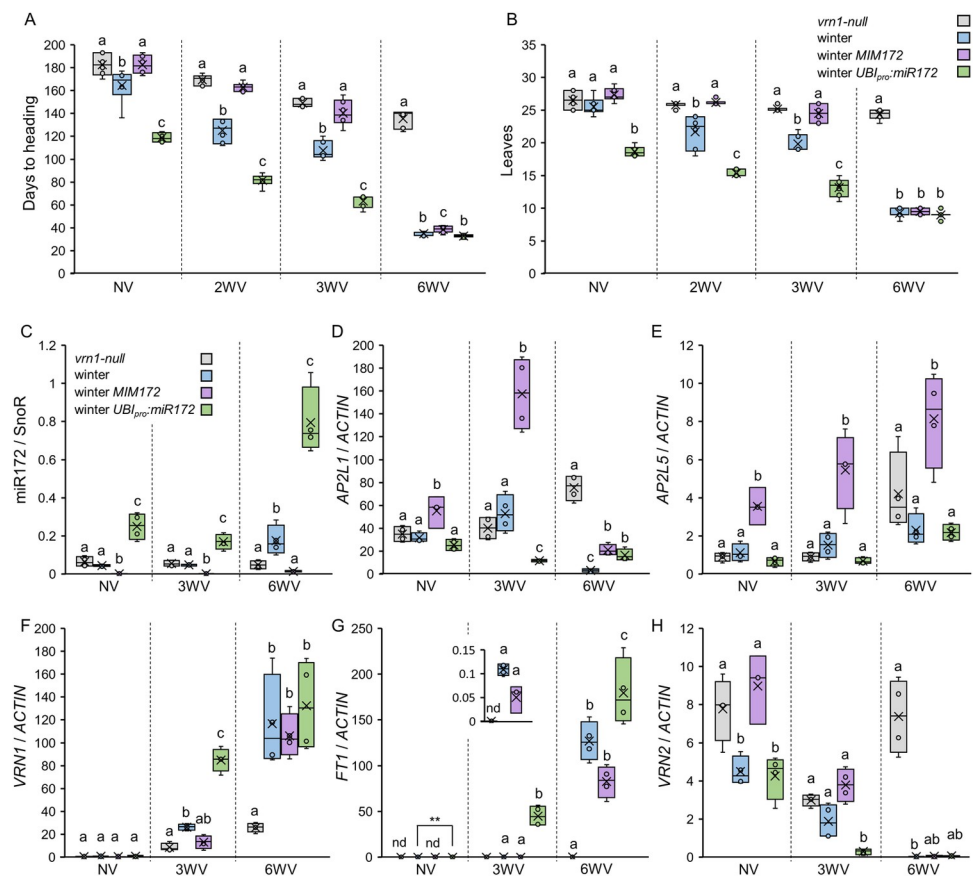 A
Days to heading
200
180
160
140
120
100
80
60
40
20
0
a b a c
a b a c
a b a c
a b c b
NV 2WV 3WV 6WV
B
vrn1-null
winter
winter MIM172
winter UBIpro:miR172
Leaves
35
30
25
20
15
10
5
0
a a a b
a b a c
a b a c
a b b b
NV 2WV 3WV 6WV
C
vrn1-null
winter
winter MIM172
winter UBIpro:miR172
miR172 / SnoR
1.2
1
0.8
0.6
0.4
0.2
0
a a b c
a a b c
a b a c
NV 3WV 6WV
D
AP2L1 / ACTIN
200
180
160
140
120
100
80
60
40
20
0
a a b a
a a b c
a c b b
NV 3WV 6WV
E
AP2L5 / ACTIN
12
10
8
6
4
2
0
a a b a
a a b a
a a b a
NV 3WV 6WV
F
VRN1 / ACTIN
200
180
160
140
120
100
80
60
40
20
0
a a a a
a b ab c
a b b b
NV 3WV 6WV
G
FT1 / ACTIN
250
200
150
100
50
0
0.15
0.1
0.05
0
nd a a
**
nd nd
a a a b
a b b c
NV 3WV 6WV
H
VRN2 / ACTIN
12
10
8
6
4
2
0
a b a b
a a a b
a b ab ab
NV 3WV 6WV